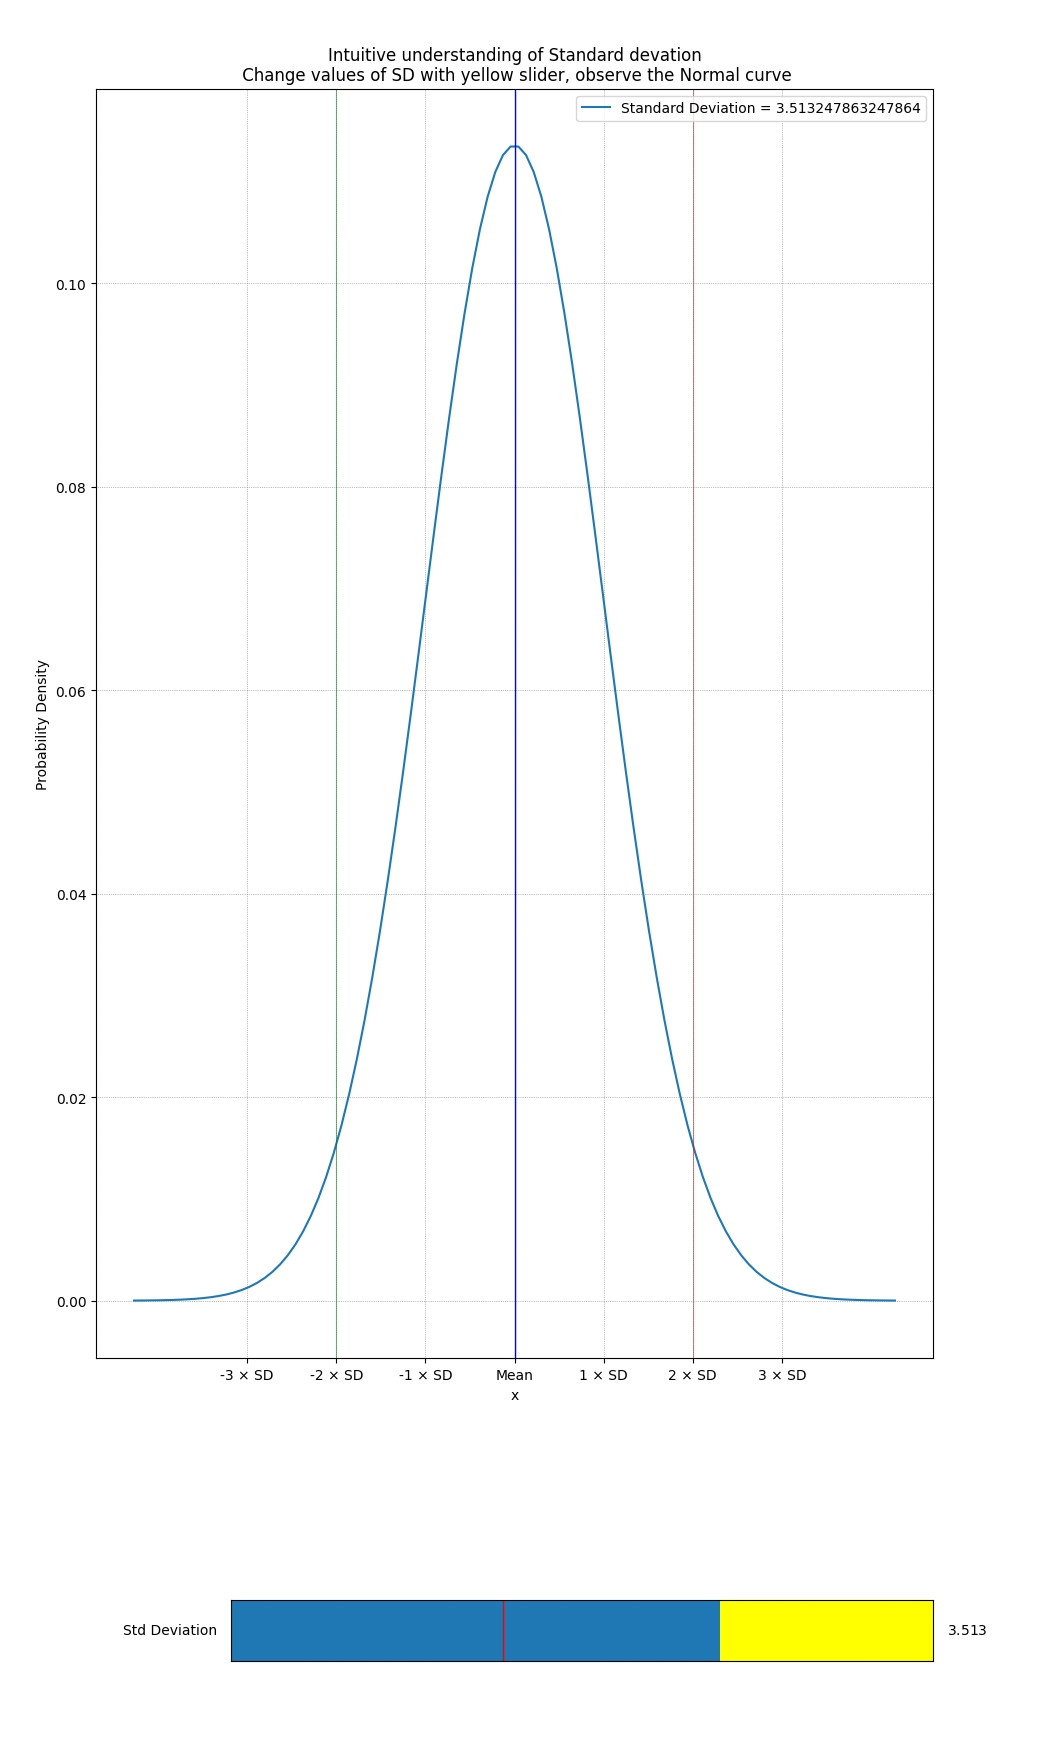 Intuitive understanding of Standard devation
Change values of SD with yellow slider, observe the Normal curve
Standard Deviation = 3.513247863247864
0.10
0.08
0.06
0.04
0.02
0.00
Probability Density
-3 × SD
-2 × SD
-1 × SD
Mean
1 × SD
2 × SD
3 × SD
x
Std Deviation
3.513